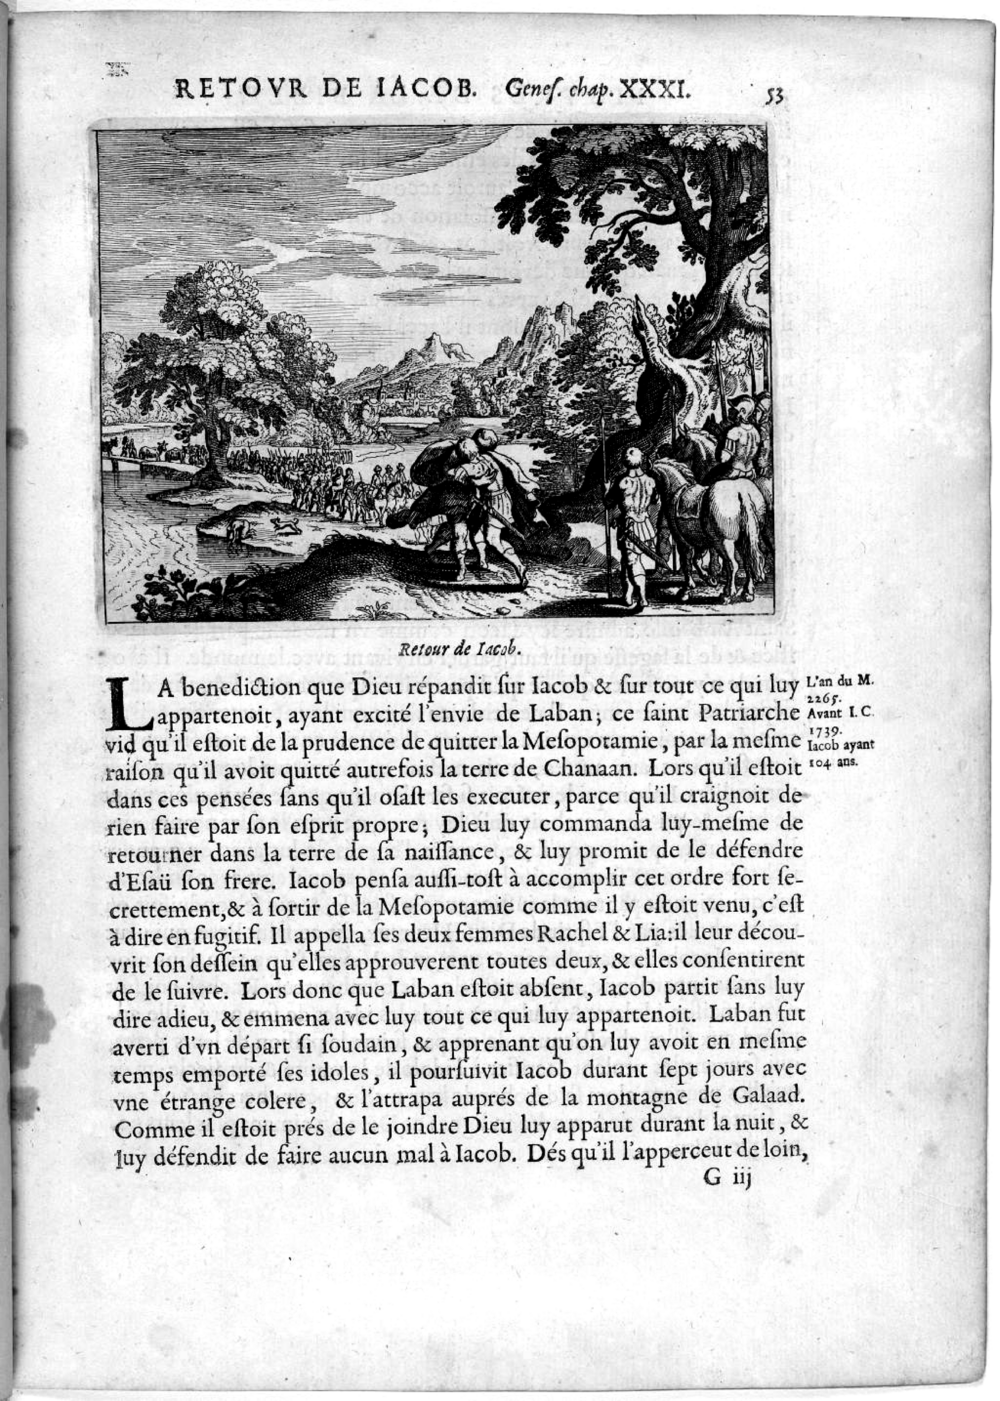 RETOVR DE IACOB. Geneſ. chap. XXXI. 53
Retour de Iacob.
LA benediction que Dieu répandit ſur Iacob & ſur tout ce qui luy
appartenoit, ayant excité l'envie de Laban; ce ſaint Patriarche
vid qu'il eſtoit de la prudence de quitter la Meſopotamie, par la meſme
raiſon qu'il avoit quitté autrefois la terre de Chanaan. Lors qu'il eſtoit
dans ces penſées ſans qu'il oſaſt les executer, parce qu'il craignoit de
rien faire par ſon eſprit propre; Dieu luy commanda luy-meſme de
retourner dans la terre de ſa naiſſance, & luy promit de le défendre
d'Eſaü ſon frere. Iacob penſa auſſi-toſt à accomplir cet ordre fort ſe-
crettement, & à ſortir de la Meſopotamie comme il y eſtoit venu, c'eſt
à dire en fugitif. Il appella ſes deux femmes Rachel & Lia: il leur décou-
vrit ſon deſſein qu'elles approuverent toutes deux, & elles conſentirent
de le ſuivre. Lors donc que Laban eſtoit abſent, Iacob partit ſans luy
dire adieu, & emmena avec luy tout ce qui luy appartenoit. Laban fut
averti d'vn départ ſi ſoudain, & apprenant qu'on luy avoit en meſme
temps emporté ſes idoles, il pourſuivit Iacob durant ſept jours avec
vne étrange colere, & l'attrapa auprés de la montagne de Galaad.
Comme il eſtoit prés de le joindre Dieu luy apparut durant la nuit, &
luy défendit de faire aucun mal à Iacob. Dés qu'il l'apperceut de loin,
G iij
L'an du M.
2265.
Avant I. C.
1739.
Iacob ayant
104 ans.